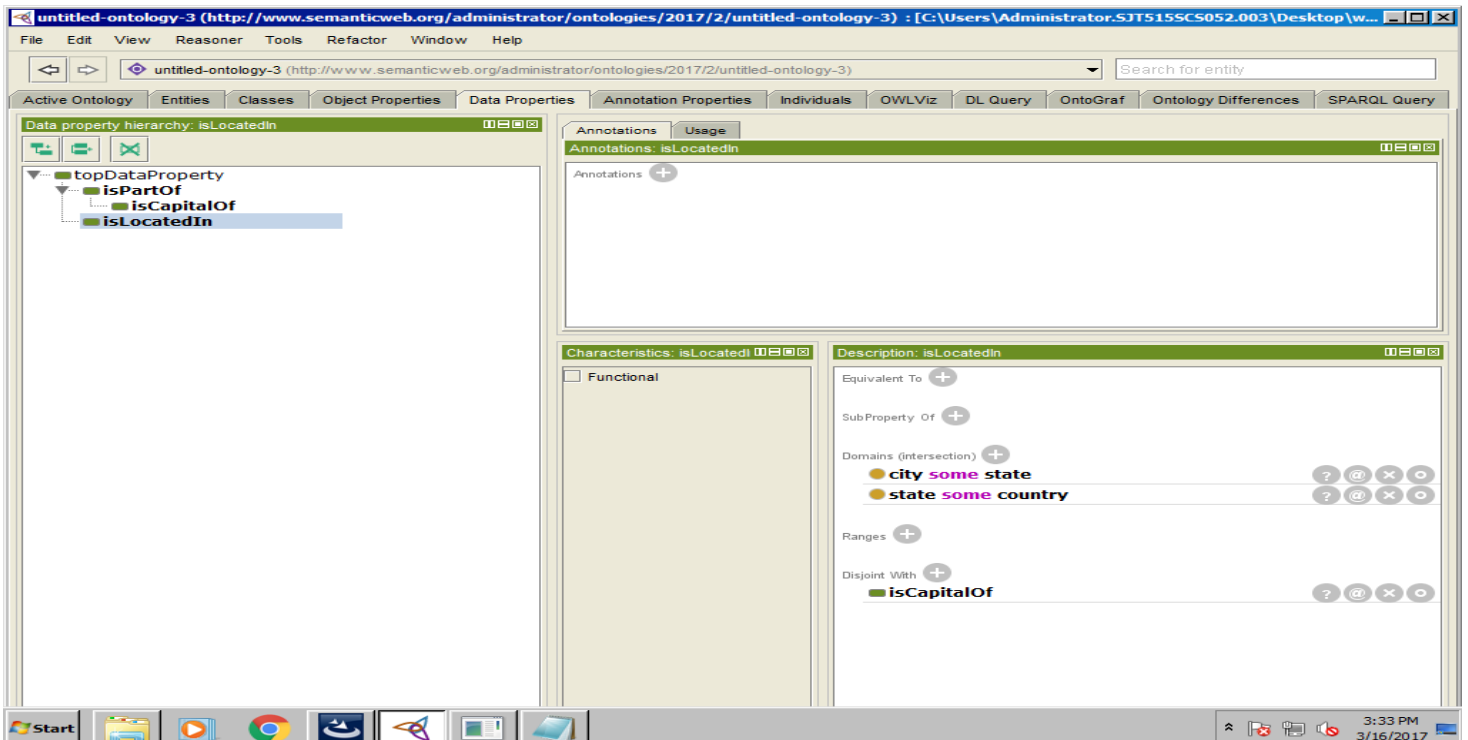 untitled-ontology-3 (http://www.semanticweb.org/administrator/ontologies/2017/2/untitled-ontology-3) : [C:\Users\Administrator.SJT515SCS052.003\Desktop\w...
File Edit View Reasoner Tools Refactor Window Help
untitled-ontology-3 (http://www.semanticweb.org/administrator/ontologies/2017/2/untitled-ontology-3)
Search for entity
Active Ontology Entities Classes Object Properties Data Properties Annotation Properties Individuals OWLViz DL Query OntoGraf Ontology Differences SPARQL Query
Data property hierarchy: isLocatedIn
topDataProperty
isPartOf
isCapitalOf
isLocatedIn
Annotations Usage
Annotations: isLocatedIn
Annotations
Characteristics: isLocatedI
Functional
Description: isLocatedIn
Equivalent To
SubProperty Of
Domains (intersection)
city some state
state some country
Ranges
Disjoint With
isCapitalOf
Start
3:33 PM
3/16/2017